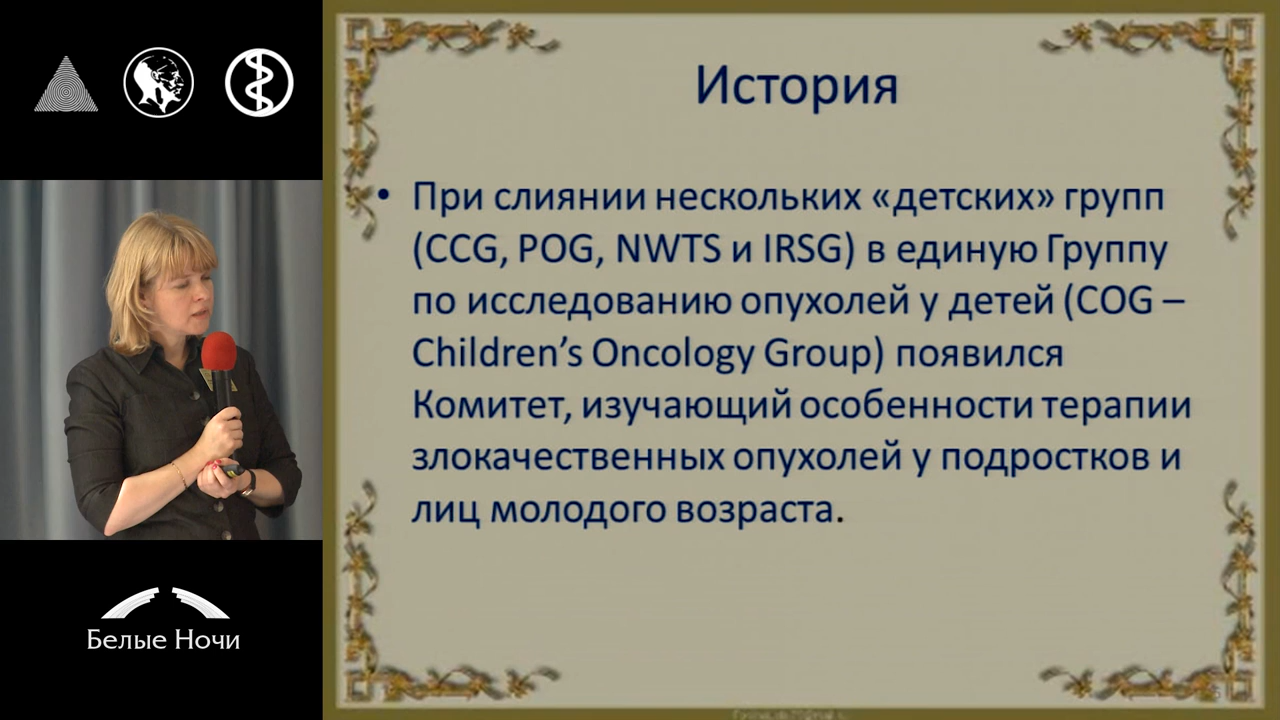 История
• При слиянии нескольких «детских» групп
(CCG, POG, NWTS и IRSG) в единую Группу
по исследованию опухолей у детей (COG –
Children’s Oncology Group) появился
Комитет, изучающий особенности терапии
злокачественных опухолей у подростков и
лиц молодого возраста.
Белые Ночи